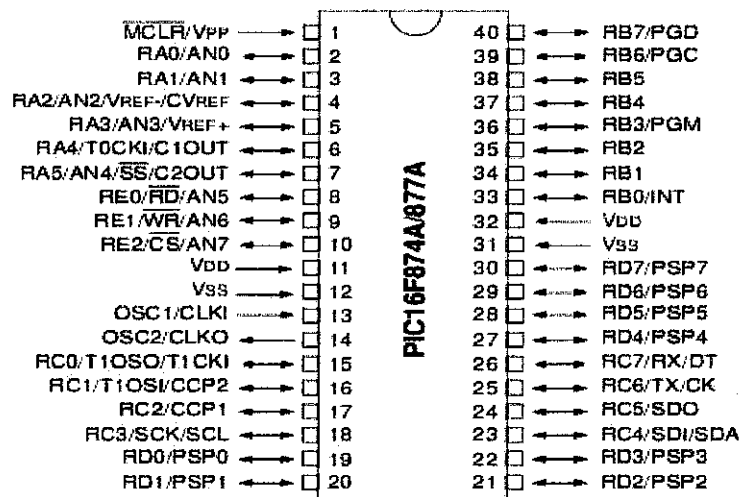 MCLR/VPP 1
RA0/AN0 2
RA1/AN1 3
RA2/AN2/VREF-/CVREF 4
RA3/AN3/VREF+ 5
RA4/T0CKI/C1OUT 6
RA5/AN4/SS/C2OUT 7
RE0/RD/AN5 8
RE1/WR/AN6 9
RE2/CS/AN7 10
VDD 11
VSS 12
OSC1/CLKI 13
OSC2/CLKO 14
RC0/T1OSO/T1CKI 15
RC1/T1OSI/CCP2 16
RC2/CCP1 17
RC3/SCK/SCL 18
RD0/PSP0 19
RD1/PSP1 20
PIC16F874A/877A
40 RB7/PGD
39 RB6/PGC
38 RB5
37 RB4
36 RB3/PGM
35 RB2
34 RB1
33 RB0/INT
32 VDD
31 VSS
30 RD7/PSP7
29 RD6/PSP6
28 RD5/PSP5
27 RD4/PSP4
26 RC7/RX/DT
25 RC6/TX/CK
24 RC5/SDO
23 RC4/SDI/SDA
22 RD3/PSP3
21 RD2/PSP2